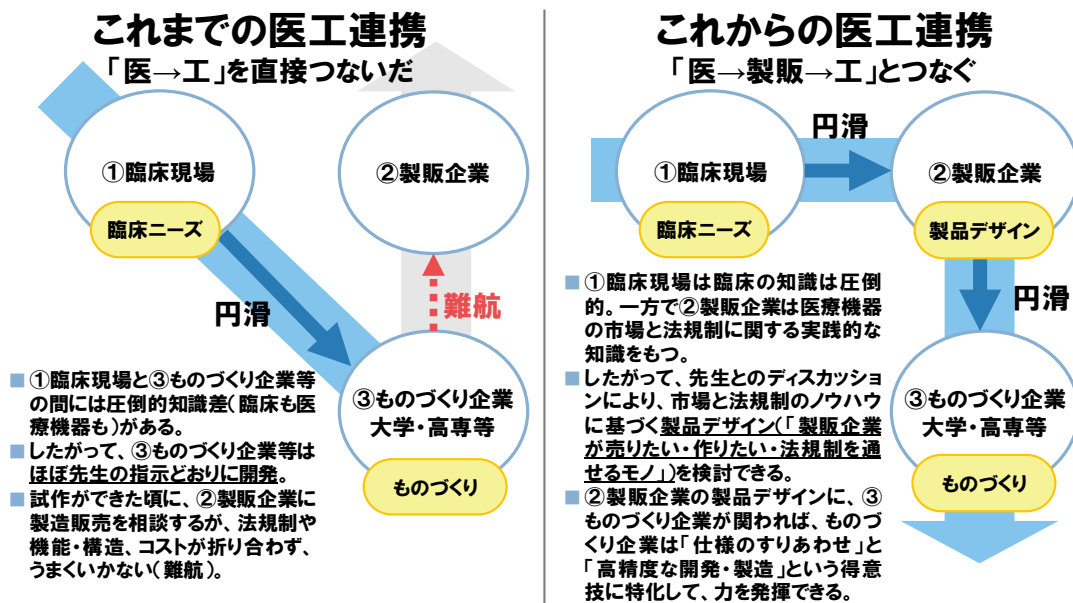 これまでの医工連携
「医→工」を直接つないだ
①臨床現場
臨床ニーズ
②製販企業
円滑
難航
③ものづくり企業
大学・高専等
ものづくり
■①臨床現場と③ものづくり企業等
の間には圧倒的知識差(臨床も医
療機器も)がある。
■したがって、③ものづくり企業等は
ほぼ先生の指示どおりに開発。
■試作ができた頃に、②製販企業に
製造販売を相談するが、法規制や
機能・構造、コストが折り合わず、
うまくいかない(難航)。
これからの医工連携
「医→製販→工」とつなぐ
①臨床現場
臨床ニーズ
円滑
②製販企業
製品デザイン
円滑
③ものづくり企業
大学・高専等
ものづくり
■①臨床現場は臨床の知識は圧倒
的。一方で②製販企業は医療機器
の市場と法規制に関する実践的な
知識をもつ。
■したがって、先生とのディスカッショ
ンにより、市場と法規制のノウハウ
に基づく製品デザイン(「製販企業
が売りたい・作りたい・法規制を通
せるモノ」)を検討できる。
■②製販企業の製品デザインに、③
ものづくり企業が関われば、ものづ
くり企業は「仕様のすりあわせ」と
「高精度な開発・製造」という得意
技に特化して、力を発揮できる。